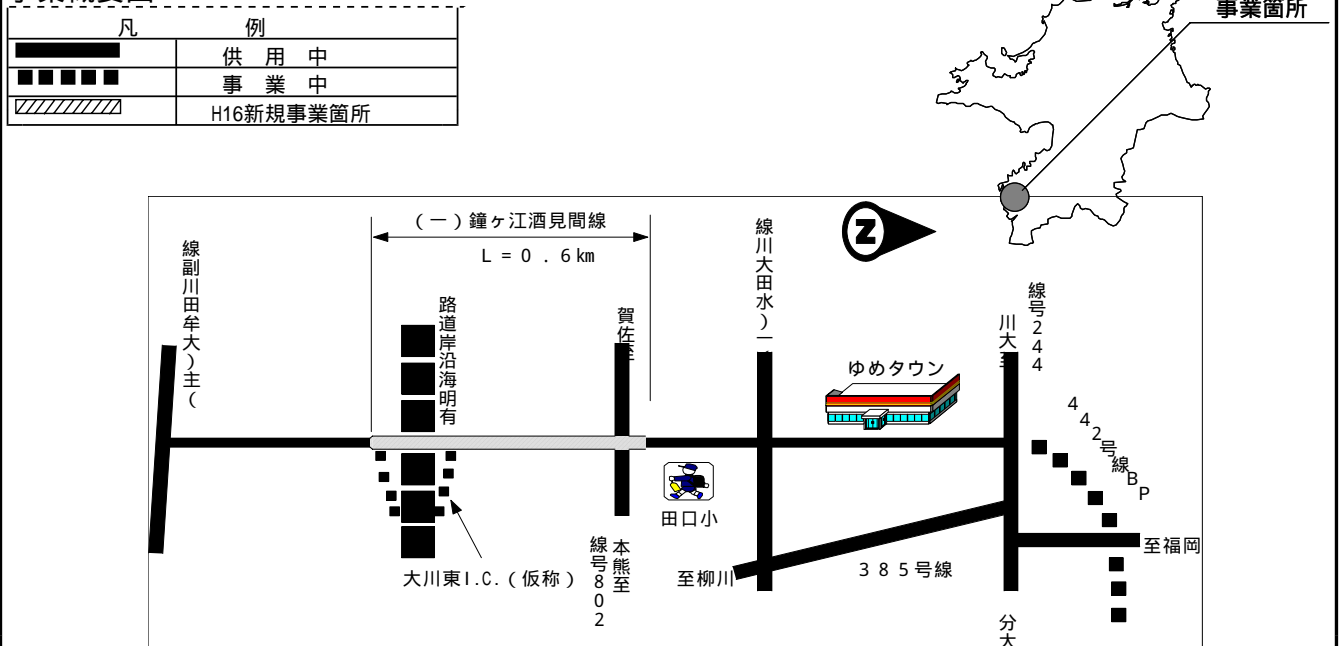 凡 例
供用中
事業中
H16新規事業箇所
事業箇所
(一)鐘ヶ江酒見間線
L=0.6km
線副川田牟大)主(
路道岸沿海明有
賀佐至
線川大田水)一
川大至
線号244
ゆめタウン
442号線BP
田口小
大川東I.C.(仮称)
線号802
本熊至
至柳川
385号線
至福岡
分大